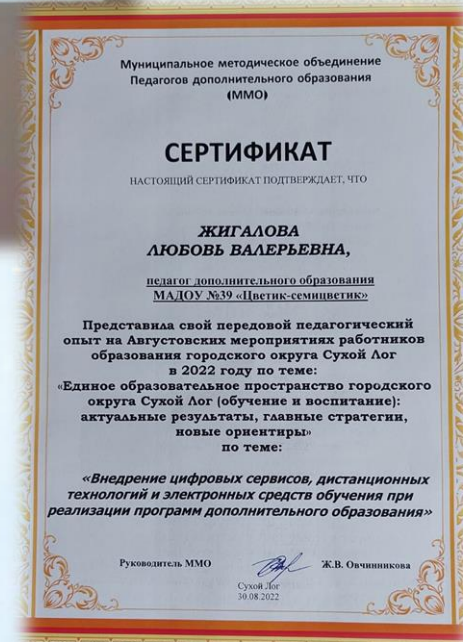 Муниципальное методическое объединение
Педагогов дополнительного образования
(ММО)
СЕРТИФИКАТ
НАСТОЯЩИЙ СЕРТИФИКАТ ПОДТВЕРЖДАЕТ, ЧТО
ЖИГАЛОВА
ЛЮБОВЬ ВАЛЕРЬЕВНА,
педагог дополнительного образования
МАДОУ №39 «Цветик-семицветик»
Представила свой передовой педагогический
опыт на Августовских мероприятиях работников
образования городского округа Сухой Лог
в 2022 году по теме:
«Единое образовательное пространство городского
округа Сухой Лог (обучение и воспитание):
актуальные результаты, главные стратегии,
новые ориентиры»
по теме:
«Внедрение цифровых сервисов, дистанционных
технологий и электронных средств обучения при
реализации программ дополнительного образования»
Руководитель ММО Ж.В. Овчинникова
Сухой Лог
30.08.2022